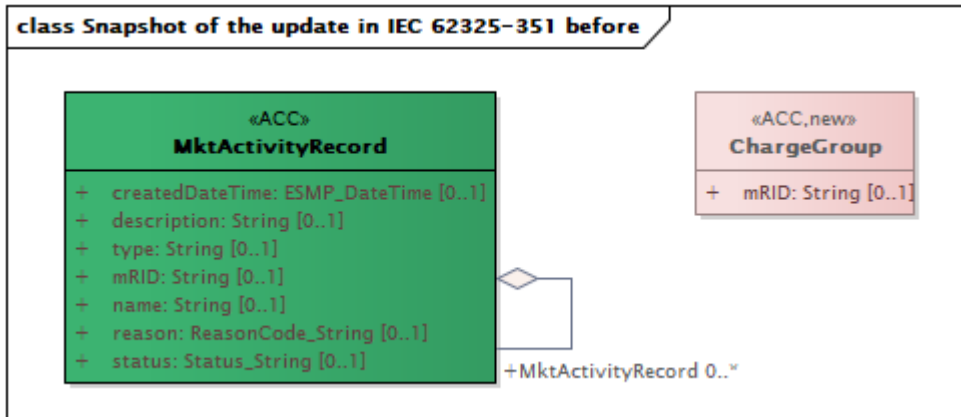 class Snapshot of the update in IEC 62325-351 before
«ACC»
MktActivityRecord
+ createdDateTime: ESMP_DateTime [0..1]
+ description: String [0..1]
+ type: String [0..1]
+ mRID: String [0..1]
+ name: String [0..1]
+ reason: ReasonCode_String [0..1]
+ status: Status_String [0..1]
+MktActivityRecord 0..*
«ACC,new»
ChargeGroup
+ mRID: String [0..1]